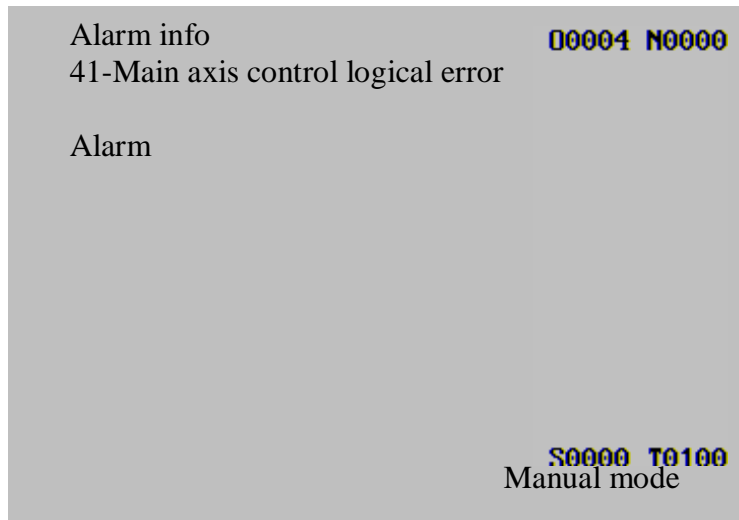 Alarm info
O0004 N0000
41-Main axis control logical error
Alarm
S0000 T0100
Manual mode